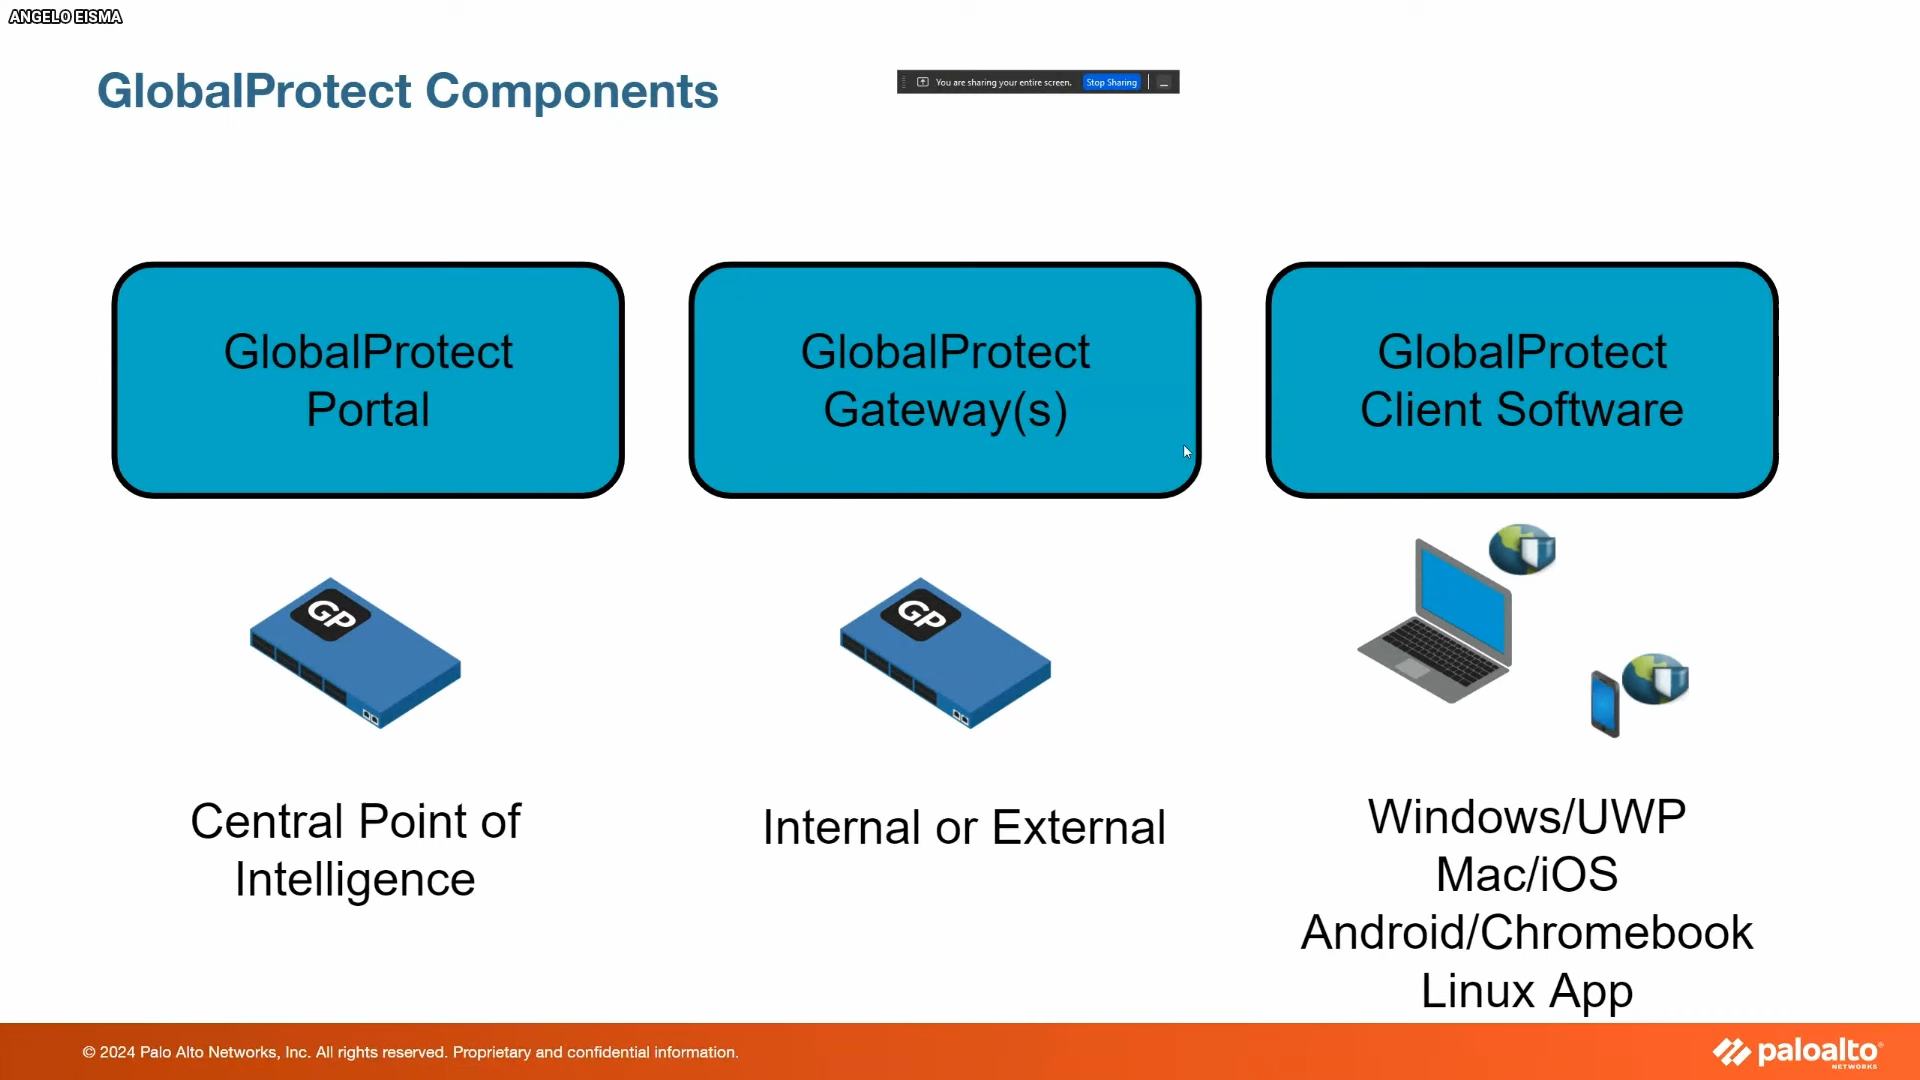 ANGELO EISMA
GlobalProtect Components
You are sharing your entire screen. Stop Sharing
GlobalProtect
Portal
GlobalProtect
Gateway(s)
GlobalProtect
Client Software
GP
GP
Central Point of
Intelligence
Internal or External
Windows/UWP
Mac/iOS
Android/Chromebook
Linux App
© 2024 Palo Alto Networks, Inc. All rights reserved. Proprietary and confidential information.
paloalto®
NETWORKS